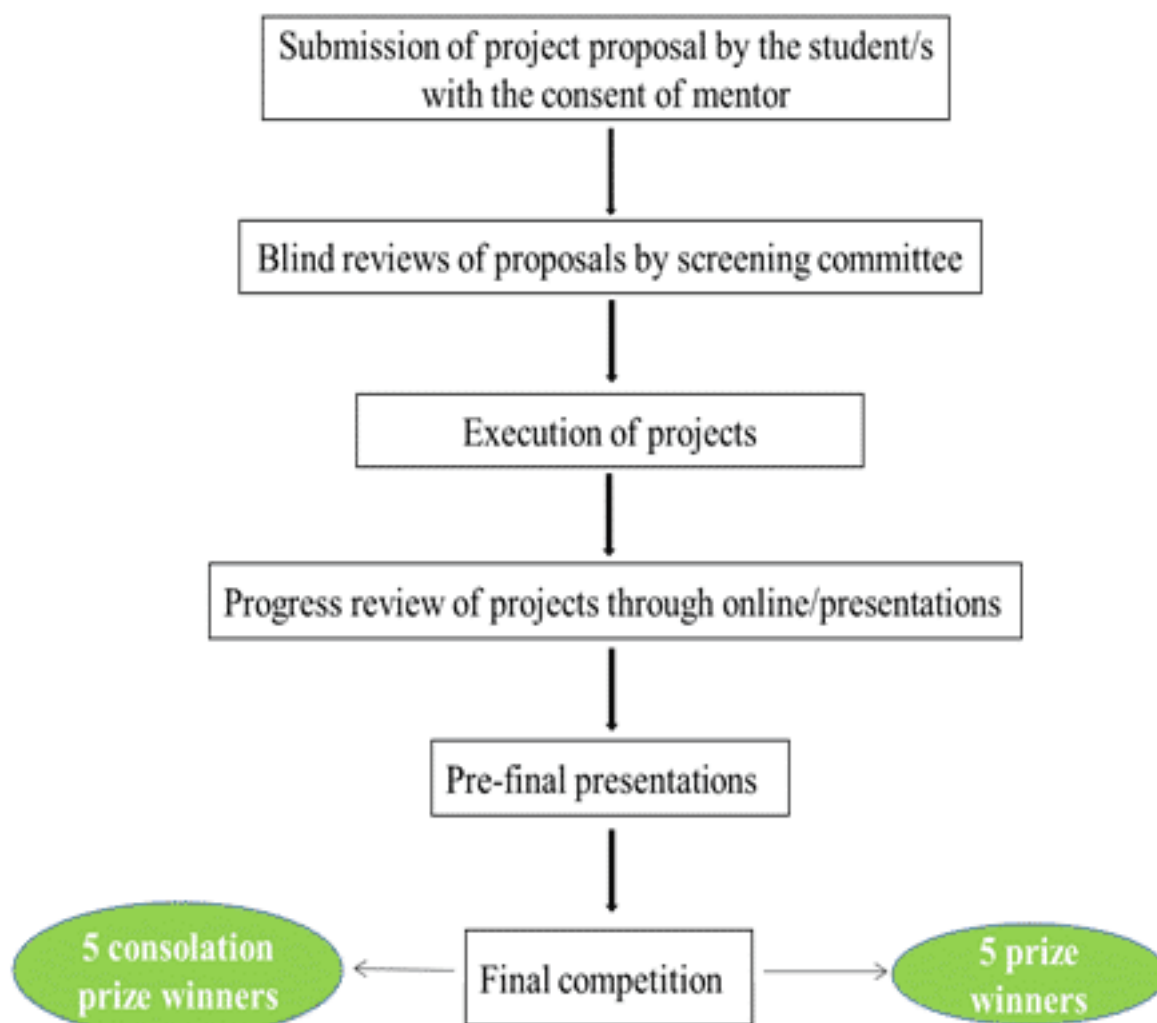 Submission of project proposal by the student/s
with the consent of mentor
Blind reviews of proposals by screening committee
Execution of projects
Progress review of projects through online/presentations
Pre-final presentations
5 consolation
prize winners
Final competition
5 prize
winners